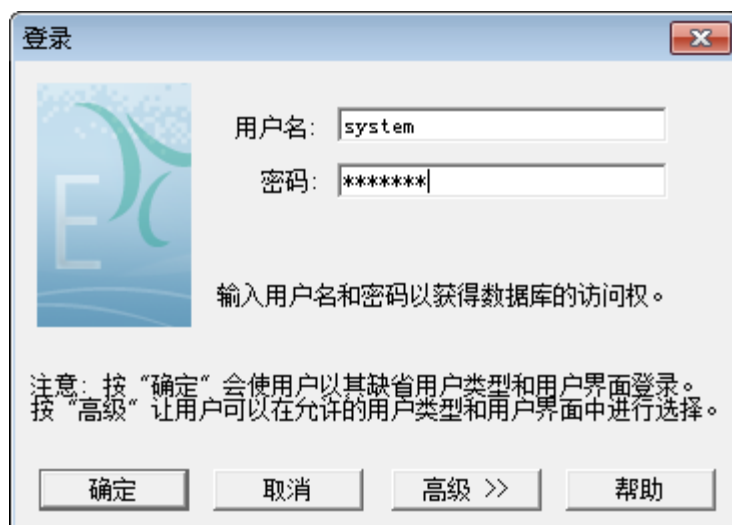 登录
用户名: system
密码: *******
输入用户名和密码以获得数据库的访问权。
注意: 按 “确定” 会使用户以其缺省用户类型和用户界面登录。
按 “高级” 让用户可以在允许的用户类型和用户界面中进行选择。
确定 取消 高级 >> 帮助